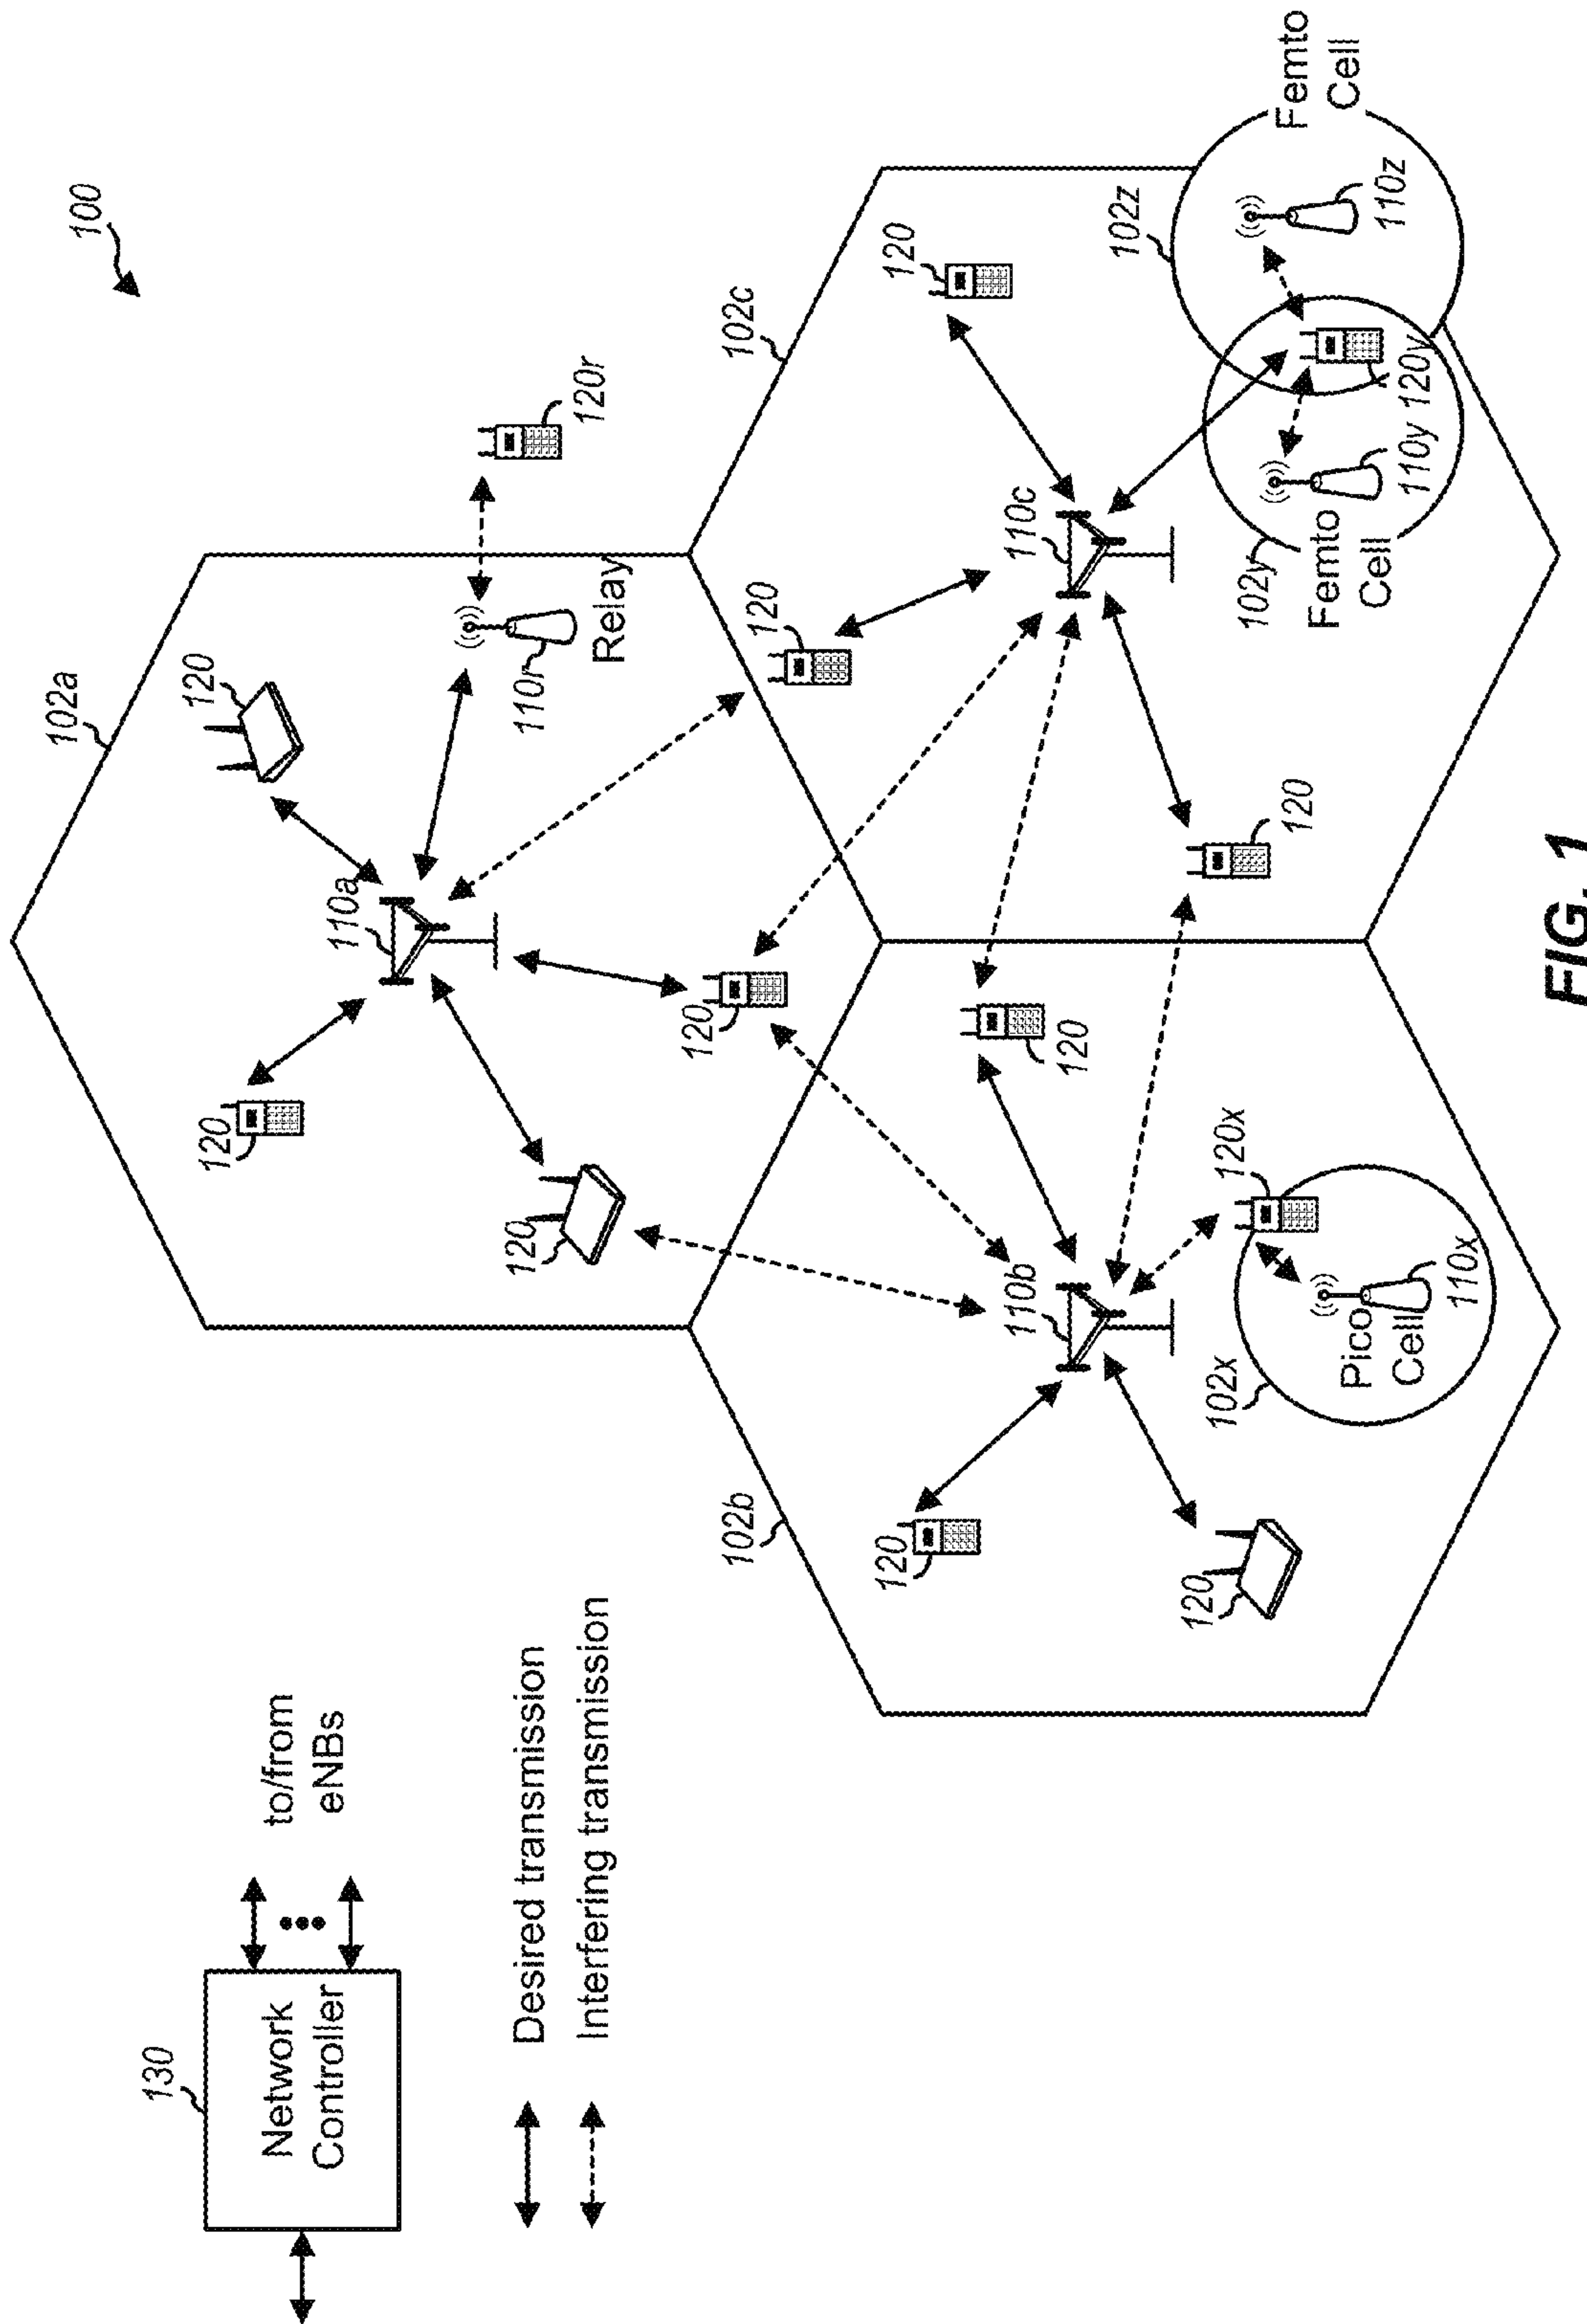 100
130
Network
Controller
to/from
eNBs
Desired transmission
Interfering transmission
102a
120
120
110a
120
110r
Relay
120r
120
120
102b
102c
120
120
120
110b
120
110c
120
120
102x
Pico
Cell
110x
120x
102y
Femto
Cell
110y
120y
102z
110z
Femto
Cell
FIG. 1